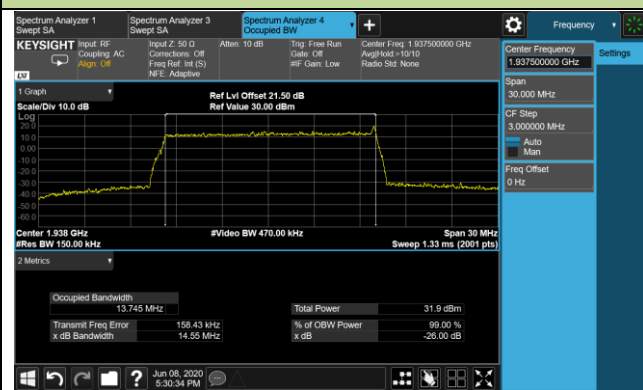 Spectrum Analyzer 1
Swept SA
Spectrum Analyzer 3
Swept SA
Spectrum Analyzer 4
Occupied BW
+
Frequency
KEYSIGHT
Input: RF
Coupling: AC
Align: Off
Input Z: 50 Ω
Corrections: Off
Freq Ref: Int (S)
NFE: Adaptive
Atten: 10 dB
Trig: Free Run
Gate: Off
#IF Gain: Low
Center Freq: 1.937500000 GHz
Avg|Hold:>10/10
Radio Std: None
LXI
1 Graph
Scale/Div 10.0 dB
Ref Lvl Offset 21.50 dB
Ref Value 30.00 dBm
Log
20.0
10.0
0.00
-10.0
-20.0
-30.0
-40.0
-50.0
-60.0
Center 1.938 GHz
#Res BW 150.00 kHz
#Video BW 470.00 kHz
Span 30 MHz
Sweep 1.33 ms (2001 pts)
2 Metrics
Occupied Bandwidth
13.745 MHz
Total Power 31.9 dBm
Transmit Freq Error 158.43 kHz
% of OBW Power 99.00 %
x dB Bandwidth 14.55 MHz
x dB -26.00 dB
Center Frequency
1.937500000 GHz
Settings
Span
30.000 MHz
CF Step
3.000000 MHz
Auto
Man
Freq Offset
0 Hz
?
Jun 08, 2020
5:30:34 PM